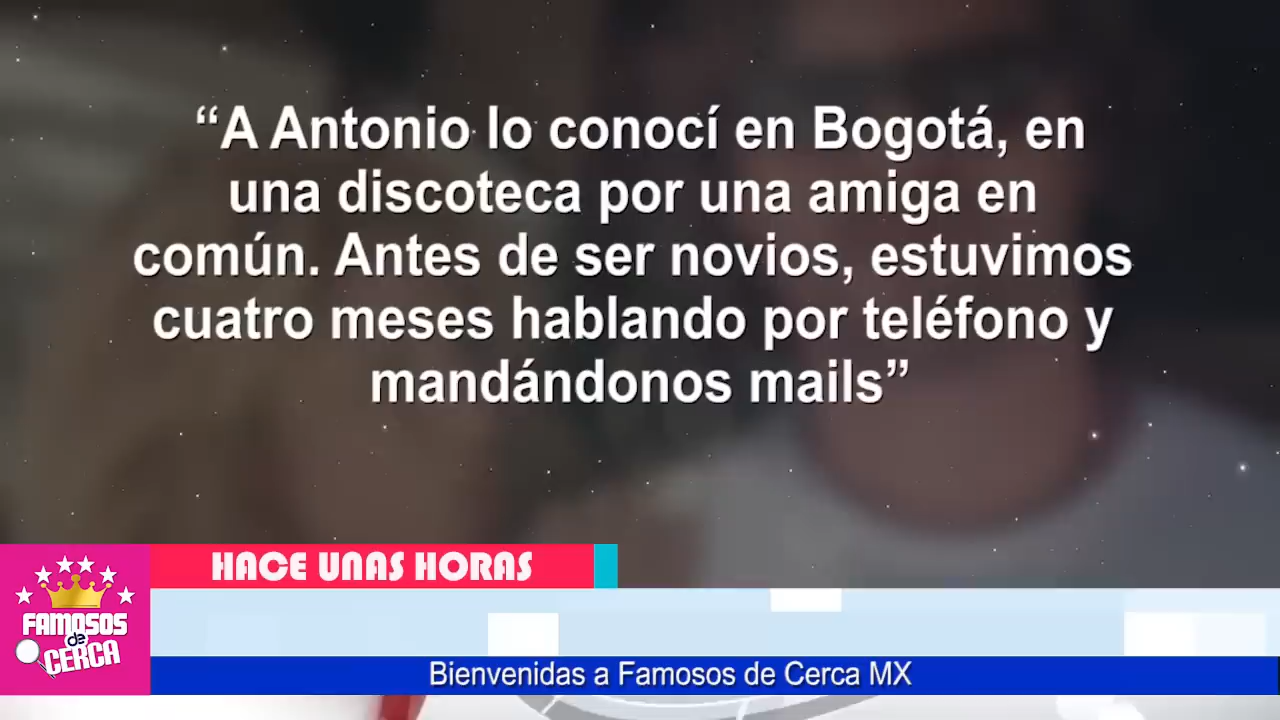 “A Antonio lo conocí en Bogotá, en
una discoteca por una amiga en
común. Antes de ser novios, estuvimos
cuatro meses hablando por teléfono y
mandándonos mails”
HACE UNAS HORAS
FAMOSOS
de
CERCA
Bienvenidas a Famosos de Cerca MX